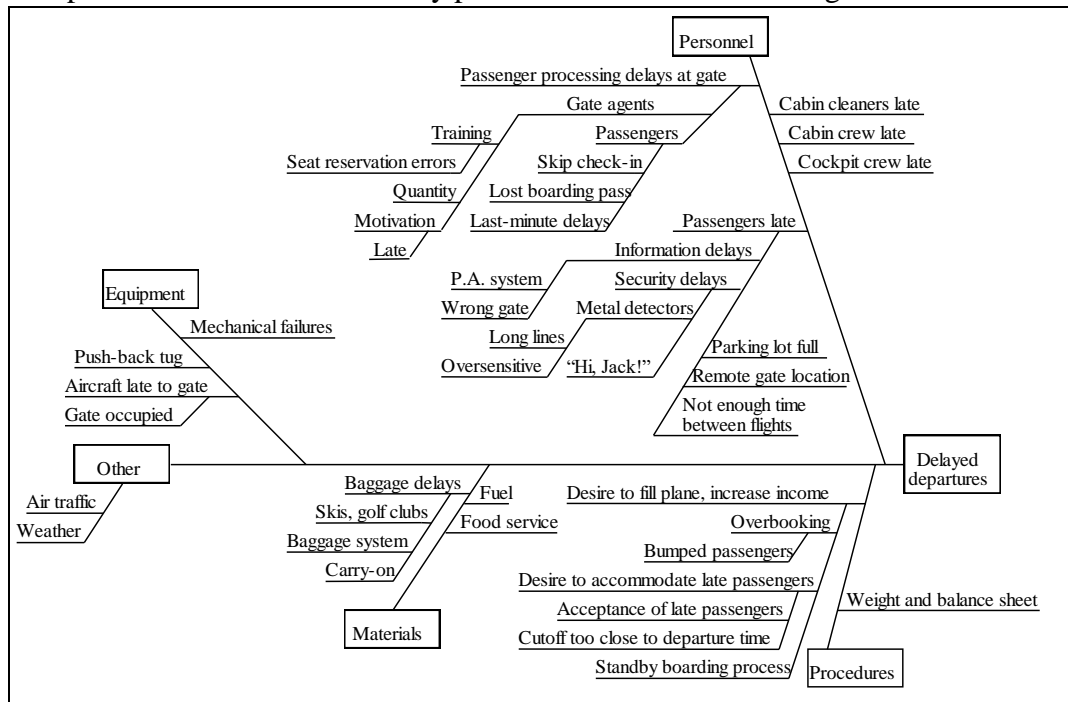 Personnel
Passenger processing delays at gate
Gate agents
Cabin cleaners late
Training
Passengers
Cabin crew late
Seat reservation errors
Skip check-in
Cockpit crew late
Quantity
Lost boarding pass
Motivation
Last-minute delays
Passengers late
Late
Information delays
P.A. system
Security delays
Equipment
Wrong gate
Metal detectors
Mechanical failures
Long lines
Parking lot full
Push-back tug
Oversensitive
“Hi, Jack!”
Remote gate location
Aircraft late to gate
Not enough time
between flights
Gate occupied
Other
Delayed
departures
Baggage delays
Fuel
Desire to fill plane, increase income
Air traffic
Skis, golf clubs
Food service
Overbooking
Weather
Baggage system
Bumped passengers
Carry-on
Desire to accommodate late passengers
Acceptance of late passengers
Weight and balance sheet
Materials
Cutoff too close to departure time
Standby boarding process
Procedures